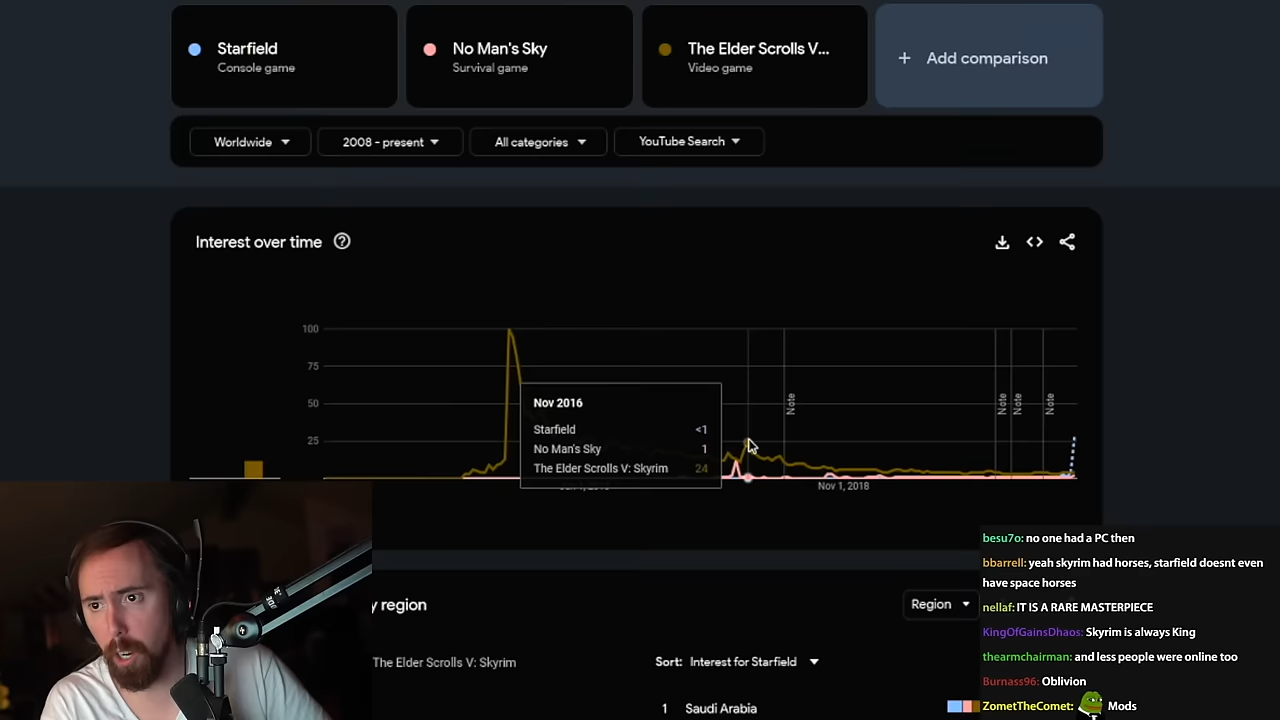 Starfield
Console game
No Man's Sky
Survival game
The Elder Scrolls V...
Video game
+ Add comparison
Worldwide
2008 - present
All categories
YouTube Search
Interest over time
100
75
50
25
Nov 2016
Starfield <1
No Man's Sky 1
The Elder Scrolls V: Skyrim 24
Note
Note
Note
Note
Nov 1, 2018
y region
Region
The Elder Scrolls V: Skyrim
Sort: Interest for Starfield
1 Saudi Arabia
besu7o: no one had a PC then
bbarrell: yeah skyrim had horses, starfield doesnt even
have space horses
nellaf: IT IS A RARE MASTERPIECE
KingOfGainsDhaos: Skyrim is always King
thearmchairman: and less people were online too
Burnass96: Oblivion
ZometTheComet: Mods